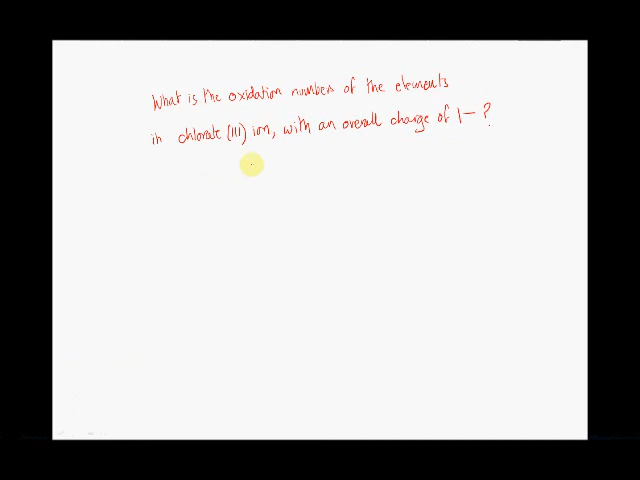 What is the oxidation number of the elements
in chlorate (III) ion, with an overall charge of 1- ?